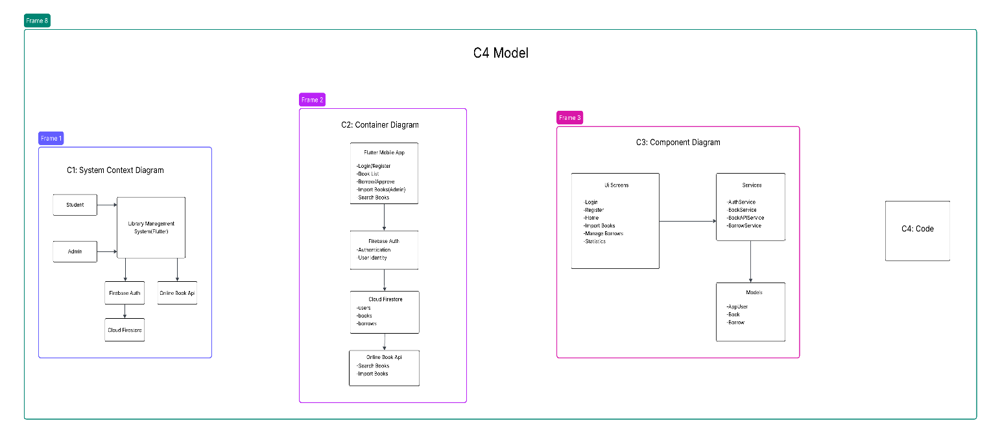 Frame 8
C4 Model
Frame 1
C1: System Context Diagram
Student
Admin
Library Management
System(Flutter)
Firebase Auth
Online Book Api
Cloud Firestore
Frame 2
C2: Container Diagram
Flutter Mobile App
-Login/Register
-Book List
-Borrow/Approve
-Import Books(Admin)
-Search Books
Firebase Auth
-Authentication
-User Identity
Cloud Firestore
-users
-books
-borrows
Online Book Api
-Search Books
-Import Books
Frame 3
C3: Component Diagram
Ui Screens
-Login
-Register
-Home
-Import Books
-Manage Borrows
-Statistics
Services
-AuthService
-BookService
-BookAPIService
-BorrowService
Models
-AppUser
-Book
-Borrow
C4: Code